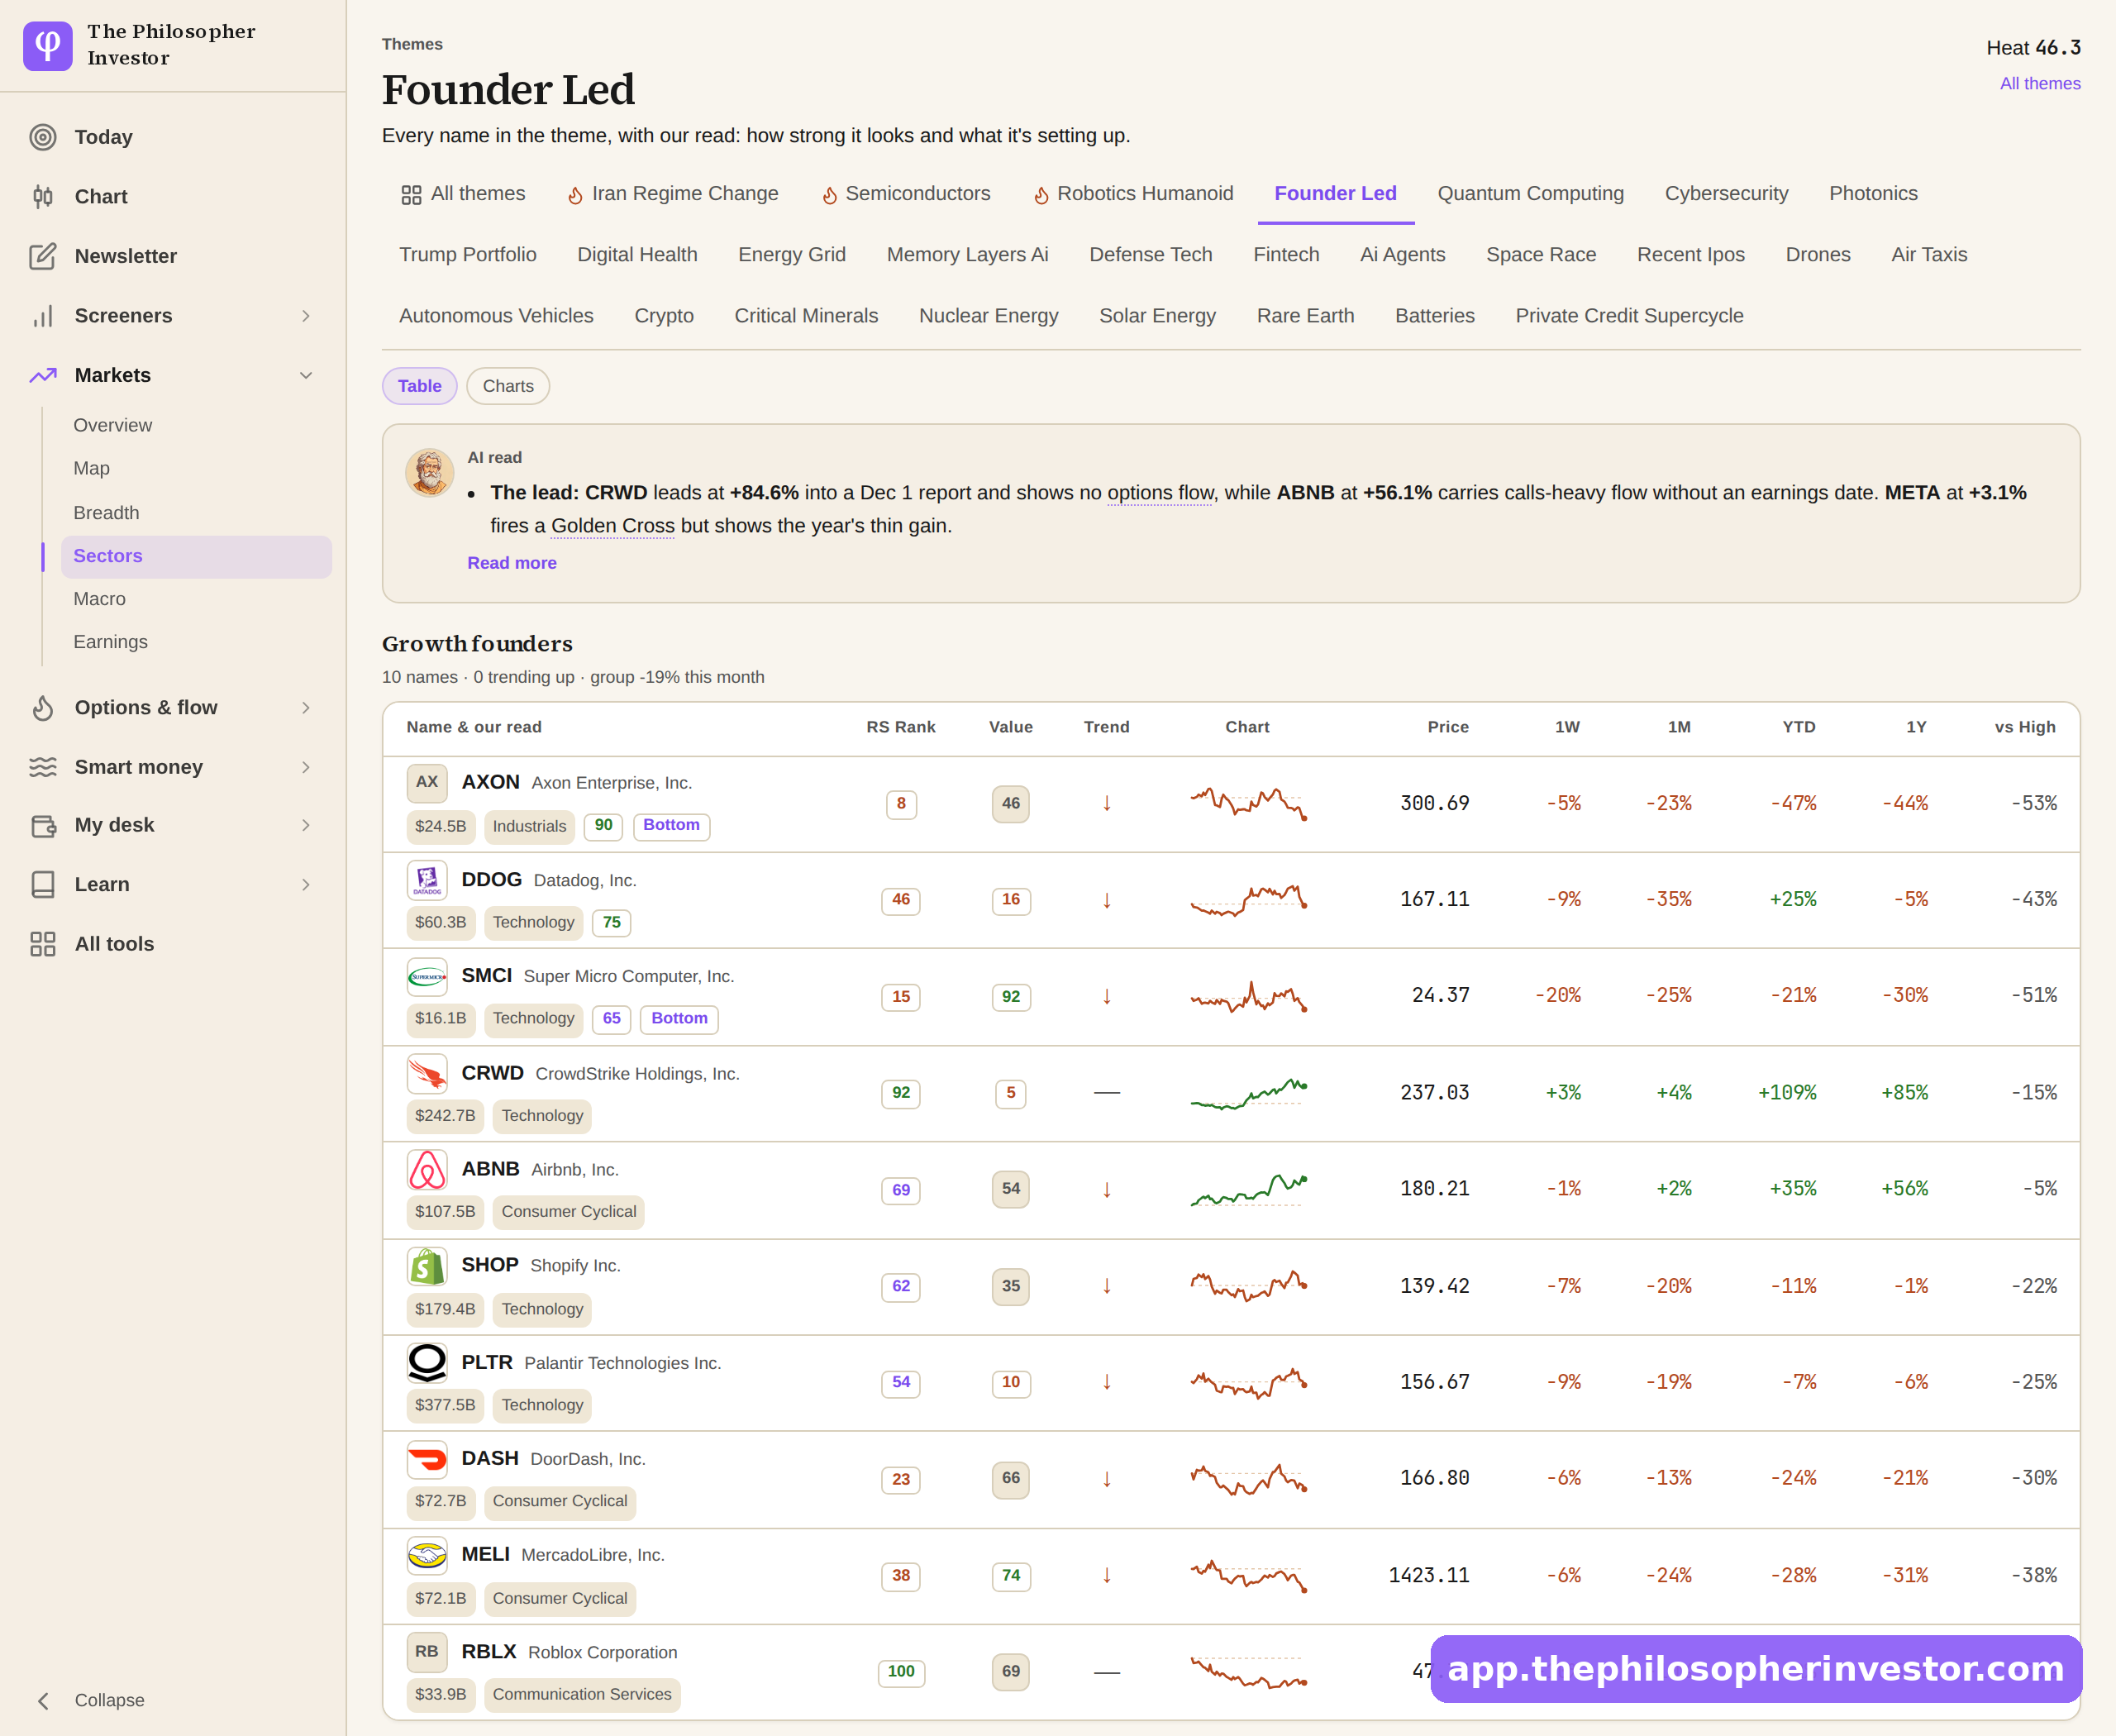 φ
The Philosopher
Investor
Today
Chart
Newsletter
Screeners
Markets
Overview
Map
Breadth
Sectors
Macro
Earnings
Options & flow
Smart money
My desk
Learn
All tools
Collapse
Themes
Heat 46.3
Founder Led
All themes
Every name in the theme, with our read: how strong it looks and what it's setting up.
All themes Iran Regime Change Semiconductors Robotics Humanoid Founder Led Quantum Computing Cybersecurity Photonics
Trump Portfolio Digital Health Energy Grid Memory Layers Ai Defense Tech Fintech Ai Agents Space Race Recent Ipos Drones Air Taxis
Autonomous Vehicles Crypto Critical Minerals Nuclear Energy Solar Energy Rare Earth Batteries Private Credit Supercycle
Table Charts
AI read
• The lead: CRWD leads at +84.6% into a Dec 1 report and shows no options flow, while ABNB at +56.1% carries calls-heavy flow without an earnings date. META at +3.1%
fires a Golden Cross but shows the year's thin gain.
Read more
Growth founders
10 names · 0 trending up · group -19% this month
Name & our read RS Rank Value Trend Chart Price 1W 1M YTD 1Y vs High
AX AXON Axon Enterprise, Inc.
$24.5B Industrials 90 Bottom
8 46 ↓ 300.69 -5% -23% -47% -44% -53%
DATADOG DDOG Datadog, Inc.
$60.3B Technology 75
46 16 ↓ 167.11 -9% -35% +25% -5% -43%
SUPERMICRO SMCI Super Micro Computer, Inc.
$16.1B Technology 65 Bottom
15 92 ↓ 24.37 -20% -25% -21% -30% -51%
CRWD CrowdStrike Holdings, Inc.
$242.7B Technology
92 5 — 237.03 +3% +4% +109% +85% -15%
ABNB Airbnb, Inc.
$107.5B Consumer Cyclical
69 54 ↓ 180.21 -1% +2% +35% +56% -5%
SHOP Shopify Inc.
$179.4B Technology
62 35 ↓ 139.42 -7% -20% -11% -1% -22%
PLTR Palantir Technologies Inc.
$377.5B Technology
54 10 ↓ 156.67 -9% -19% -7% -6% -25%
DASH DoorDash, Inc.
$72.7B Consumer Cyclical
23 66 ↓ 166.80 -6% -13% -24% -21% -30%
MELI MercadoLibre, Inc.
$72.1B Consumer Cyclical
38 74 ↓ 1423.11 -6% -24% -28% -31% -38%
RB RBLX Roblox Corporation
$33.9B Communication Services
100 69 — 47
app.thephilosopherinvestor.com